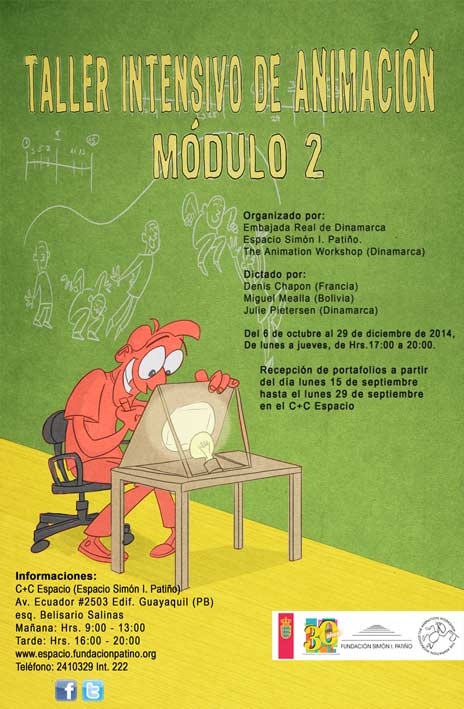 TALLER INTENSIVO DE ANIMACIÓN
MÓDULO 2
Organizado por:
Embajada Real de Dinamarca
Espacio Simón I. Patiño.
The Animation Workshop (Dinamarca)
Dictado por:
Denis Chapon (Francia)
Miguel Mealla (Bolivia)
Julie Pietersen (Dinamarca)
Del 6 de octubre al 29 de diciembre de 2014,
De lunes a jueves, de Hrs.17:00 a 20:00.
Recepción de portafolios a partir
del día lunes 15 de septiembre
hasta el lunes 29 de septiembre
en el C+C Espacio
Informaciones:
C+C Espacio (Espacio Simón I. Patiño)
Av. Ecuador #2503 Edif. Guayaquil (PB)
esq. Belisario Salinas
Mañana: Hrs. 9:00 - 13:00
Tarde: Hrs. 16:00 - 20:00
www.espacio.fundacionpatino.org
Teléfono: 2410329 Int. 222
FUNDACIÓN SIMÓN I. PATIÑO